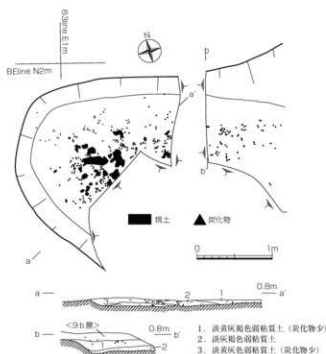 63line E1m
BEline N2m
N
b
a'
b'
焼土
炭化物
0 1m
a
0.8m
a 2 1 a'
<9b層>
b 0.8m b'
2
1. 淡黄灰褐色弱粘質土 (炭化物少)
2. 淡灰褐色弱粘質土
3. 淡黄灰褐色弱粘質土 (炭化物少)